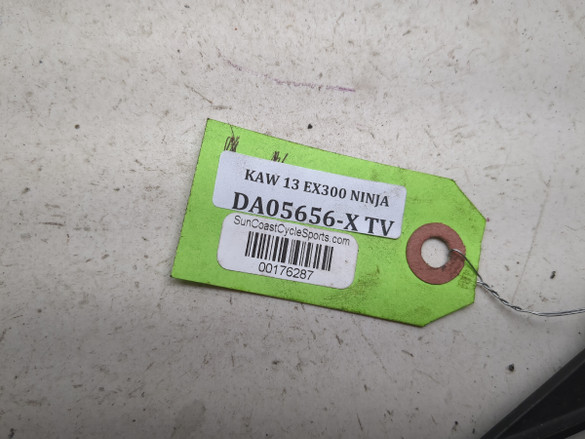 KAW 13 EX300 NINJA
DA05656-X TV
SunCoastCycleSports.com
00176287